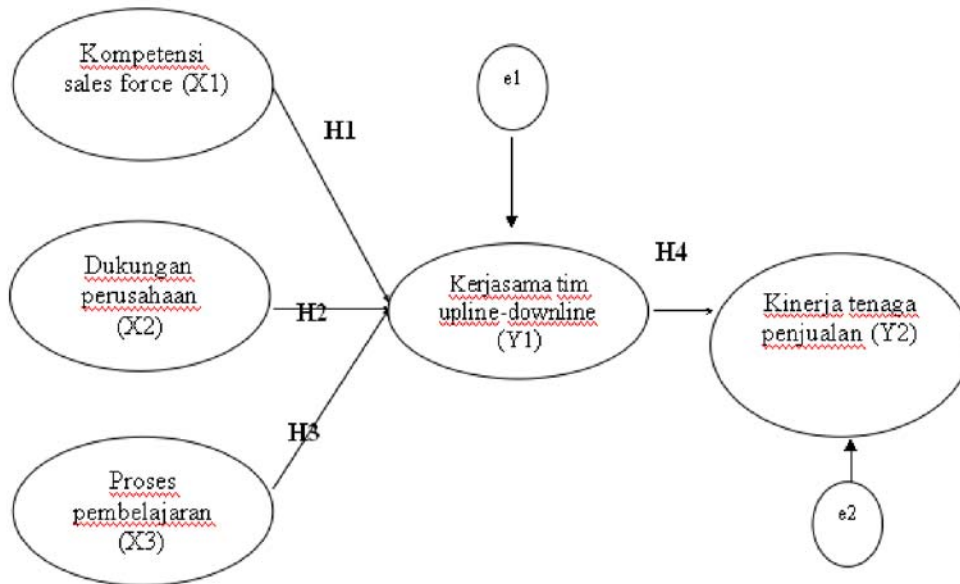 Kompetensi
sales force (X1)
e1
H1
Dukungan
perusahaan
(X2)
H2
Kerjasama tim
upline-downline
(Y1)
H4
Kinerja tenaga
penjualan (Y2)
H3
Proses
pembelajaran
(X3)
e2